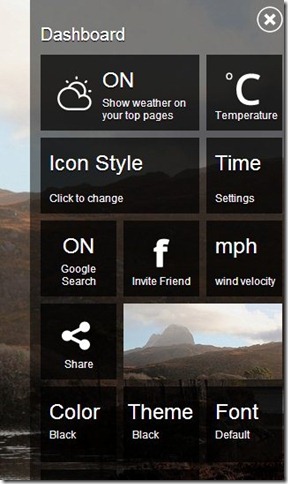 Dashboard
ON
Show weather on
your top pages
°C
Temperature
Icon Style
Click to change
Time
Settings
ON
Google
Search
f
Invite Friend
mph
wind velocity
Share
Color
Black
Theme
Black
Font
Default